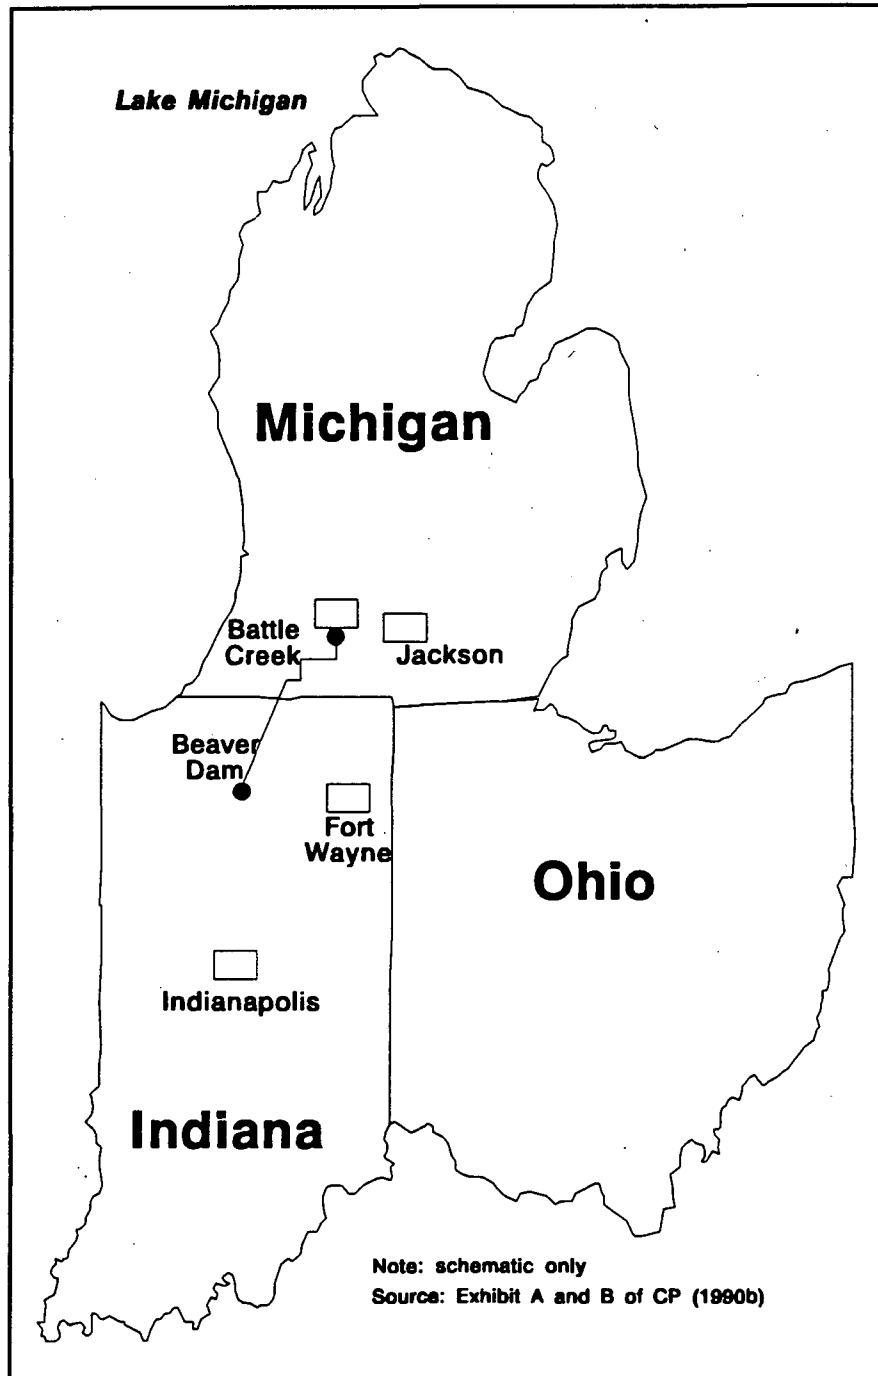 Lake Michigan
Michigan
Battle
Creek
Jackson
Beaver
Dam
Fort
Wayne
Ohio
Indianapolis
Indiana
Note: schematic only
Source: Exhibit A and B of CP (1990b)